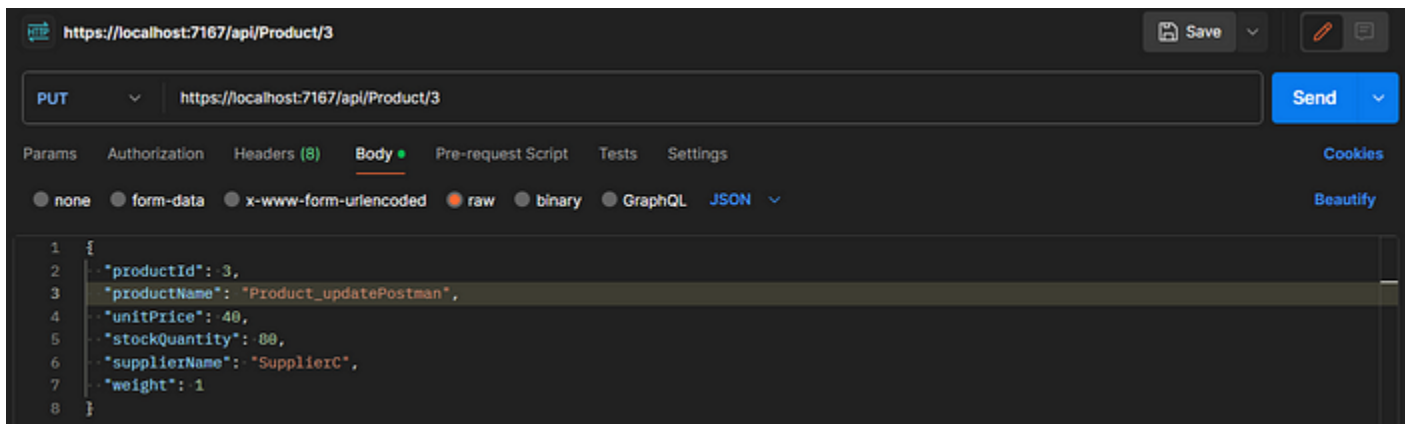 HTTP https://localhost:7167/api/Product/3 Save
PUT https://localhost:7167/api/Product/3 Send
Params Authorization Headers (8) Body Pre-request Script Tests Settings Cookies
none form-data x-www-form-urlencoded raw binary GraphQL JSON Beautify
1 {
2 "productId": 3,
3 "productName": "Product_updatePostman",
4 "unitPrice": 40,
5 "stockQuantity": 80,
6 "supplierName": "SupplierC",
7 "weight": 1
8 }